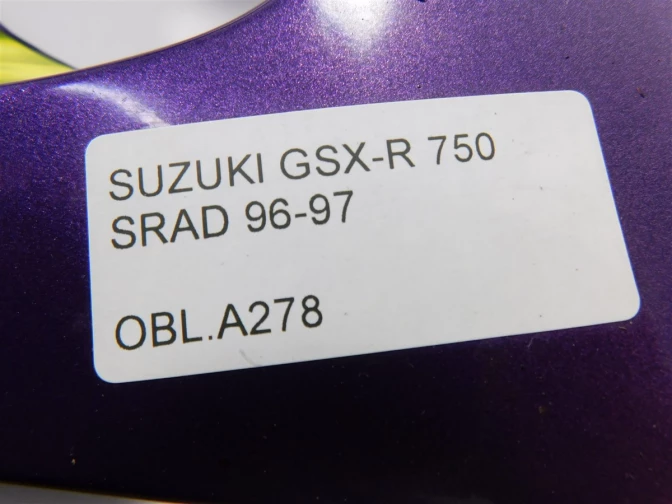 SUZUKI GSX-R 750
SRAD 96-97
OBL.A278